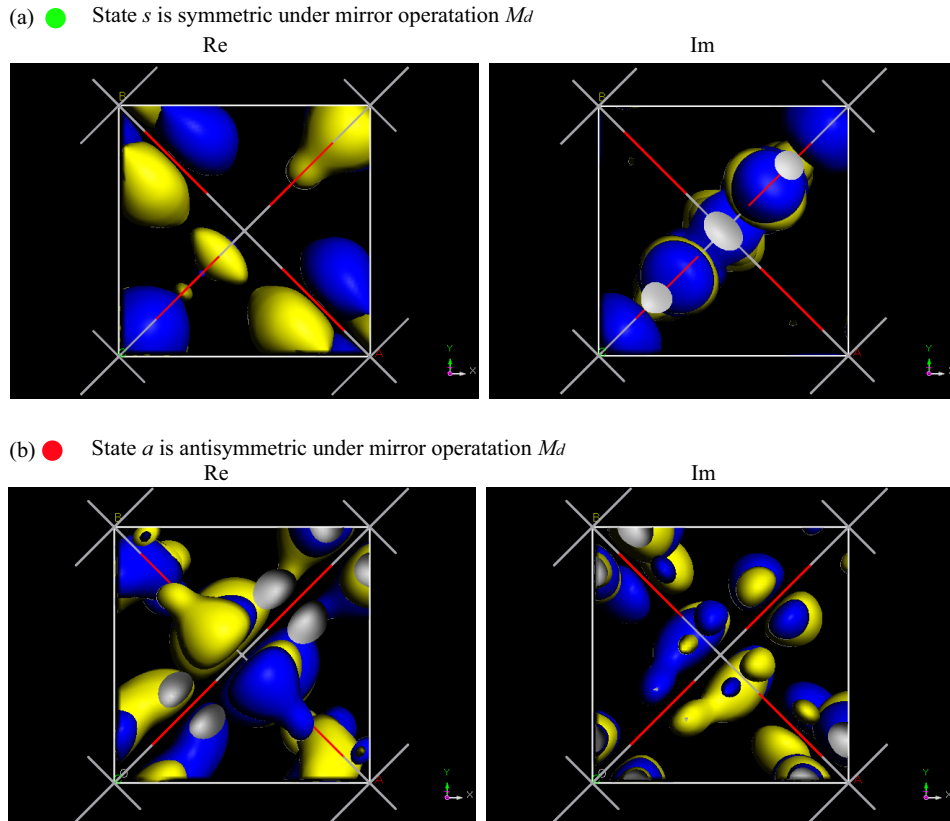 (a) State s is symmetric under mirror operatation Md
Re Im
B B
A A
Y Y
X X
(b) State a is antisymmetric under mirror operatation Md
Re Im
B B
O O
A A
Y Y
X X